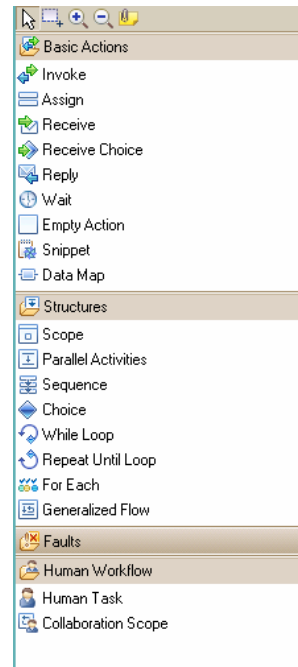 Basic Actions
Invoke
Assign
Receive
Receive Choice
Reply
Wait
Empty Action
Snippet
Data Map
Structures
Scope
Parallel Activities
Sequence
Choice
While Loop
Repeat Until Loop
For Each
Generalized Flow
Faults
Human Workflow
Human Task
Collaboration Scope